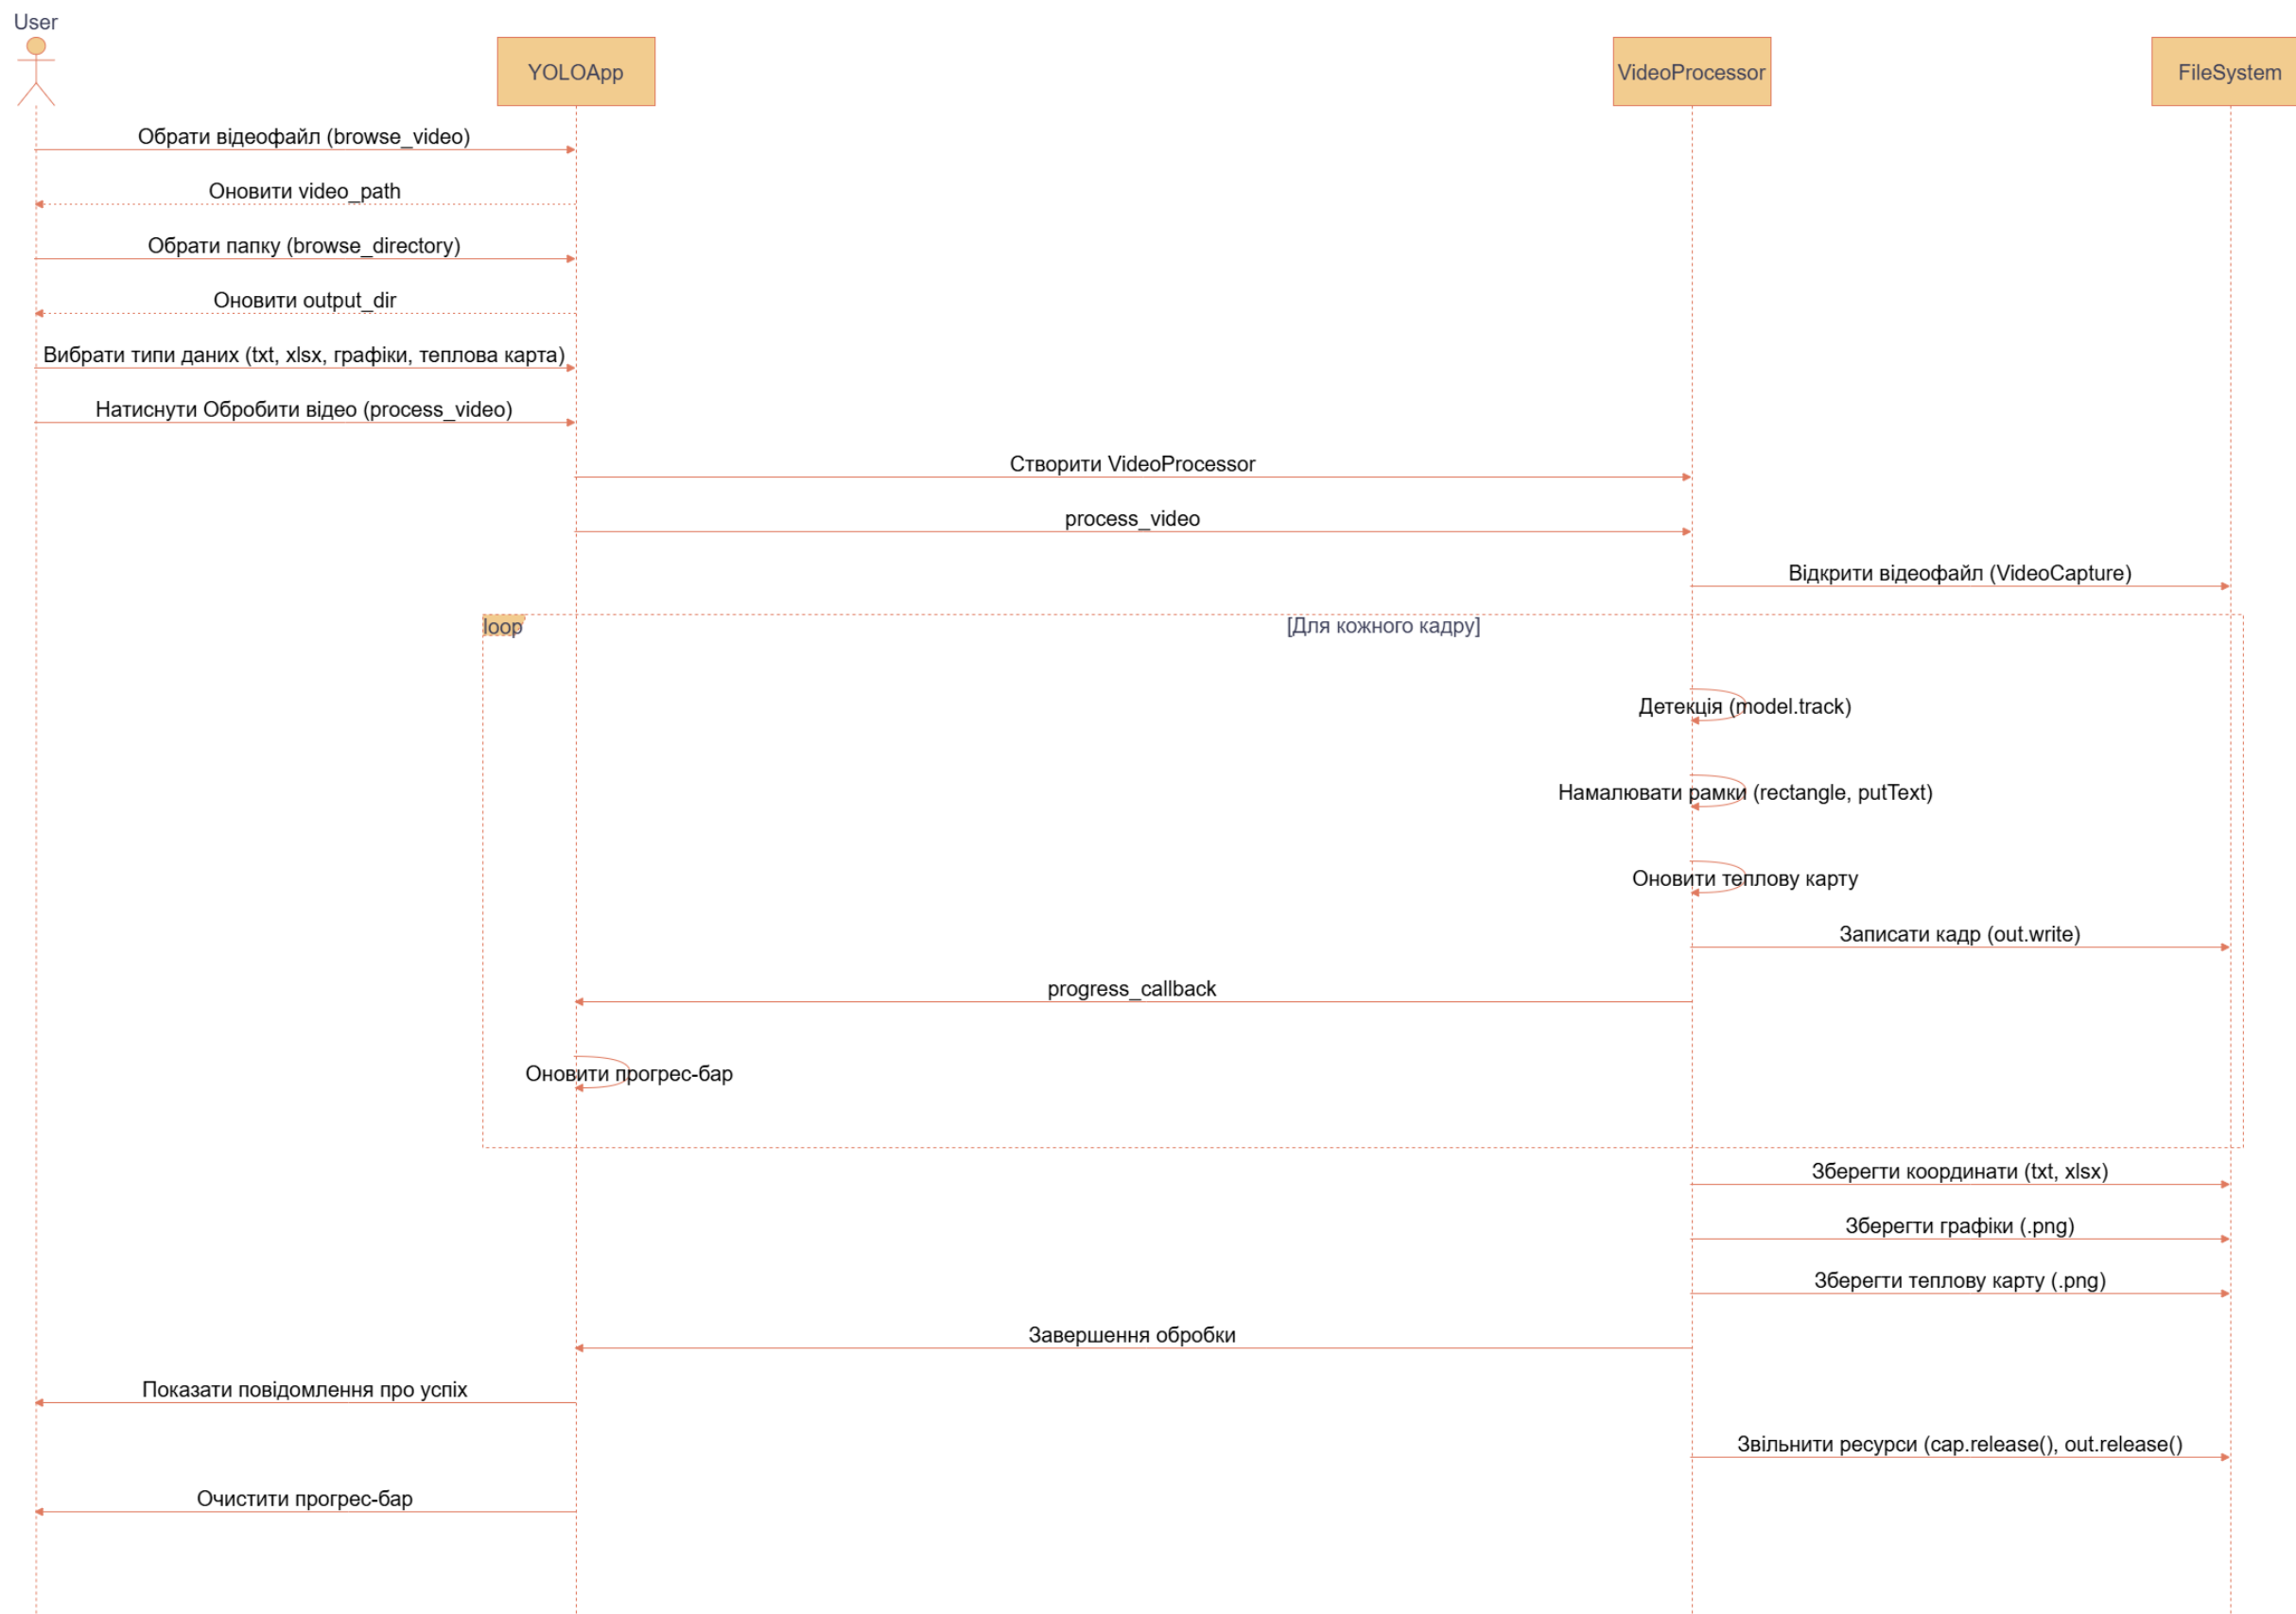 User
YOLOApp
VideoProcessor
FileSystem
Обрати відеофайл (browse_video)
Оновити video_path
Обрати папку (browse_directory)
Оновити output_dir
Вибрати типи даних (txt, xlsx, графіки, теплова карта)
Натиснути Обробити відео (process_video)
Створити VideoProcessor
process_video
Відкрити відеофайл (VideoCapture)
loop
[Для кожного кадру]
Детекція (model.track)
Намалювати рамки (rectangle, putText)
Оновити теплову карту
Записати кадр (out.write)
progress_callback
Оновити прогрес-бар
Зберегти координати (txt, xlsx)
Зберегти графіки (.png)
Зберегти теплову карту (.png)
Завершення обробки
Показати повідомлення про успіх
Звільнити ресурси (cap.release(), out.release()
Очистити прогрес-бар